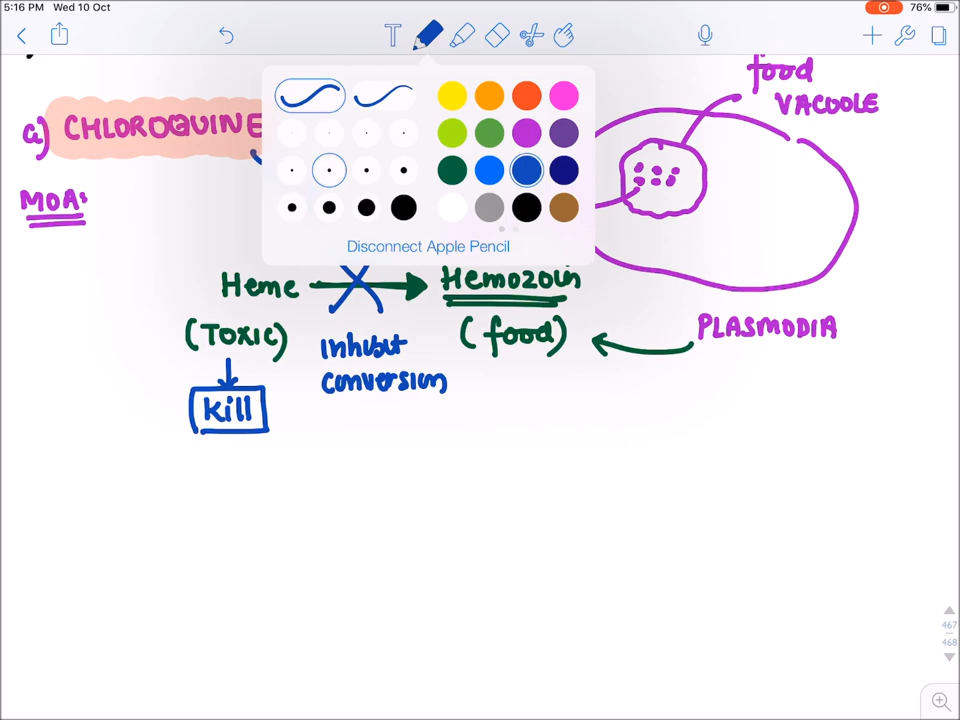 5:16 PM Wed 10 Oct
76%
T
food
VACUOLE
a) CHLOROQUINE
MOA:
Disconnect Apple Pencil
Heme
Hemozoin
(Toxic)
Inhibit
conversion
(food)
PLASMODIA
Kill
467
468